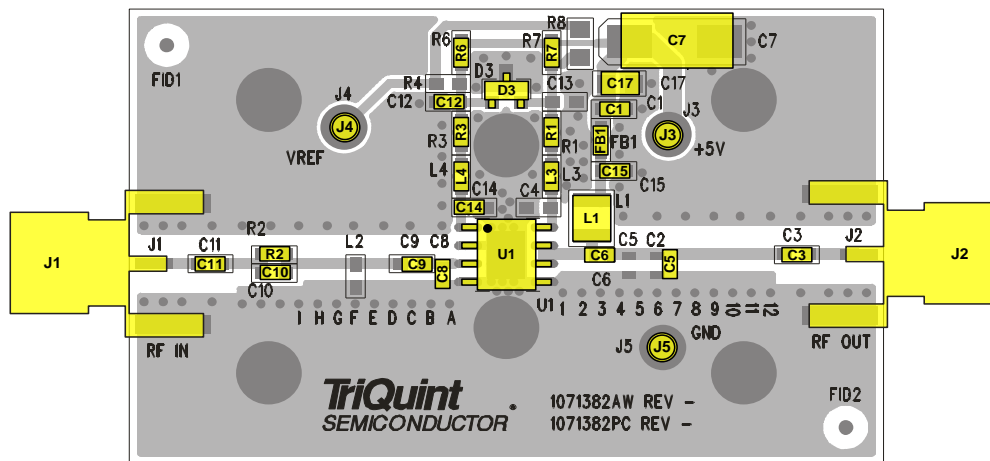 R8
R6
R6
R7
R7
C7
C7
FID1
D3
D3
R4
C13
C17
C17
J4
J4
C12
C12
C1
C1
J3
J3
VREF
R3
R3
R1
R1
FB1
FB1
+5V
L4
L4
L3
L3
C15
C15
C14
C14
C4
L1
L1
J1
J1
C11
C11
R2
R2
C10
C10
L2
C9
C9
C8
C8
U1
U1
C6
C6
C5
C5
C2
C3
C3
J2
J2
I H G F E D C B A
1 2 3 4 5 6 7 8 9 10 11 12
RF IN
J5
J5
GND
RF OUT
TriQuint
SEMICONDUCTOR
1071382AW REV -
1071382PC REV -
FID2